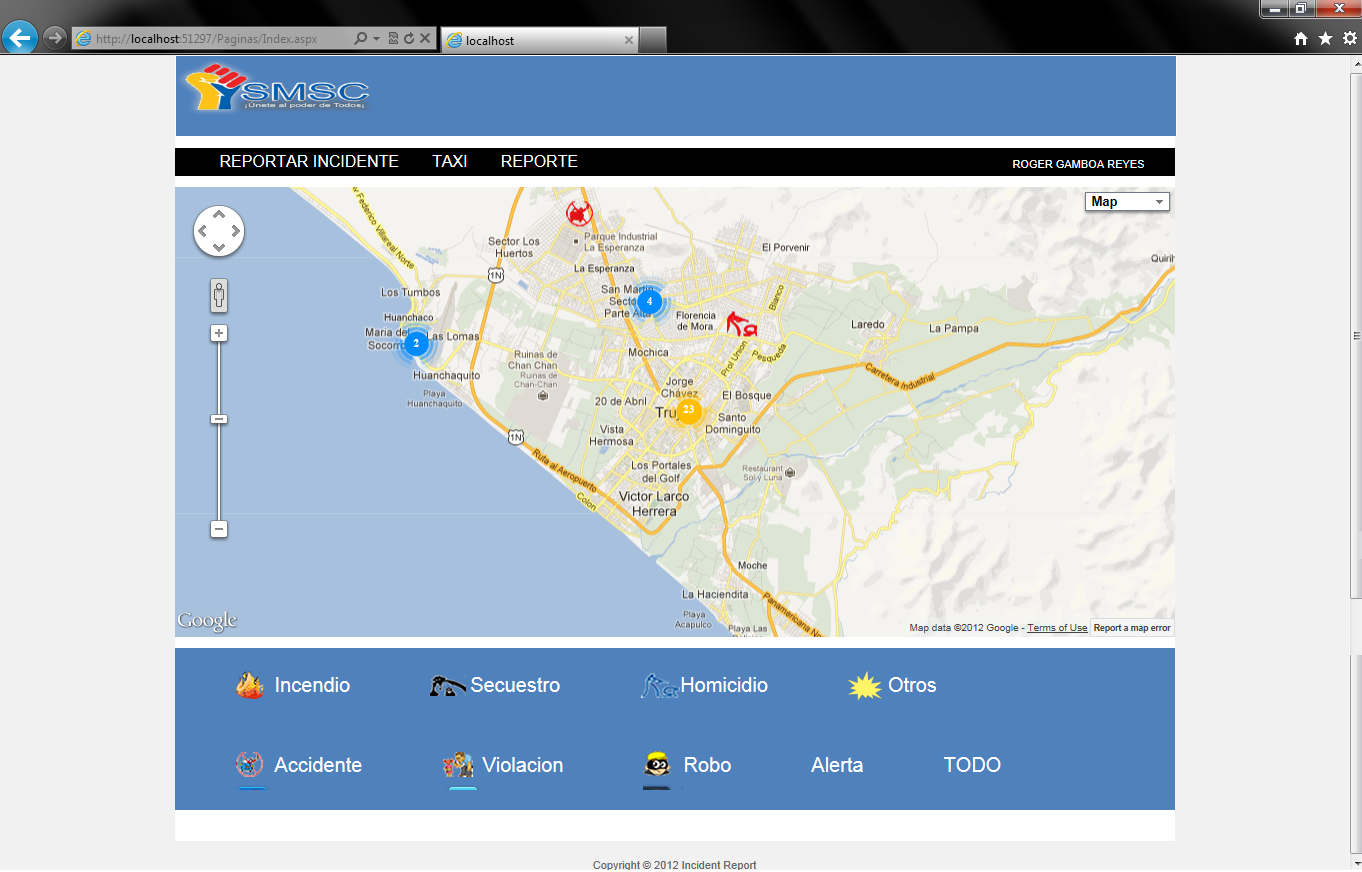 http://localhost:51297/Paginas/Index.aspx
localhost
SMSC
¡Únete al poder de Todos¡
REPORTAR INCIDENTE TAXI REPORTE
ROGER GAMBOA REYES
Map
Av Federico Villareal Norte
Sector Los
Huertos
Parque Industrial
La Esperanza
El Porvenir
1N
La Esperanza
Los Tumbos
San Martin
Sector
Parte Alta
4
Blanco
Huanchaco
Florencia
de Mora
Laredo
La Pampa
Maria del
Socorro
2
Las Lomas
Mochica
Prol Union
Pesqueda
Ruinas de
Chan Chan
Ruinas de
Chan-Chan
Huanchaquito
Playa
Huanchaquito
Jorge
Chávez
Carretera Industrial
20 de Abril
El Bosque
23
Santo
Dominguito
Vista
Hermosa
1N
Ruta al Aeropuerto
Colon
Los Portales
del Golf
Restaurant
Sol y Luna
Victor Larco
Herrera
Moche
La Haciendita
Playa
Acapulco
Playa Las
Google
Map data ©2012 Google - Terms of Use Report a map error
Incendio Secuestro Homicidio Otros
Accidente Violacion Robo Alerta TODO
Copyright © 2012 Incident Report